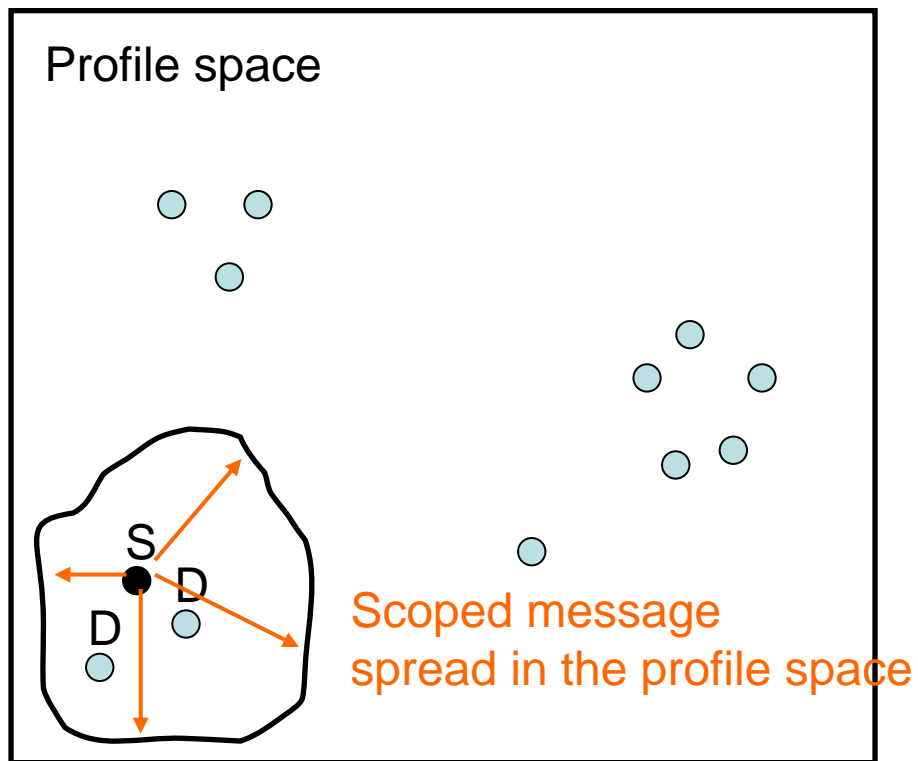 Profile space
S
D
D
Scoped message
spread in the profile space